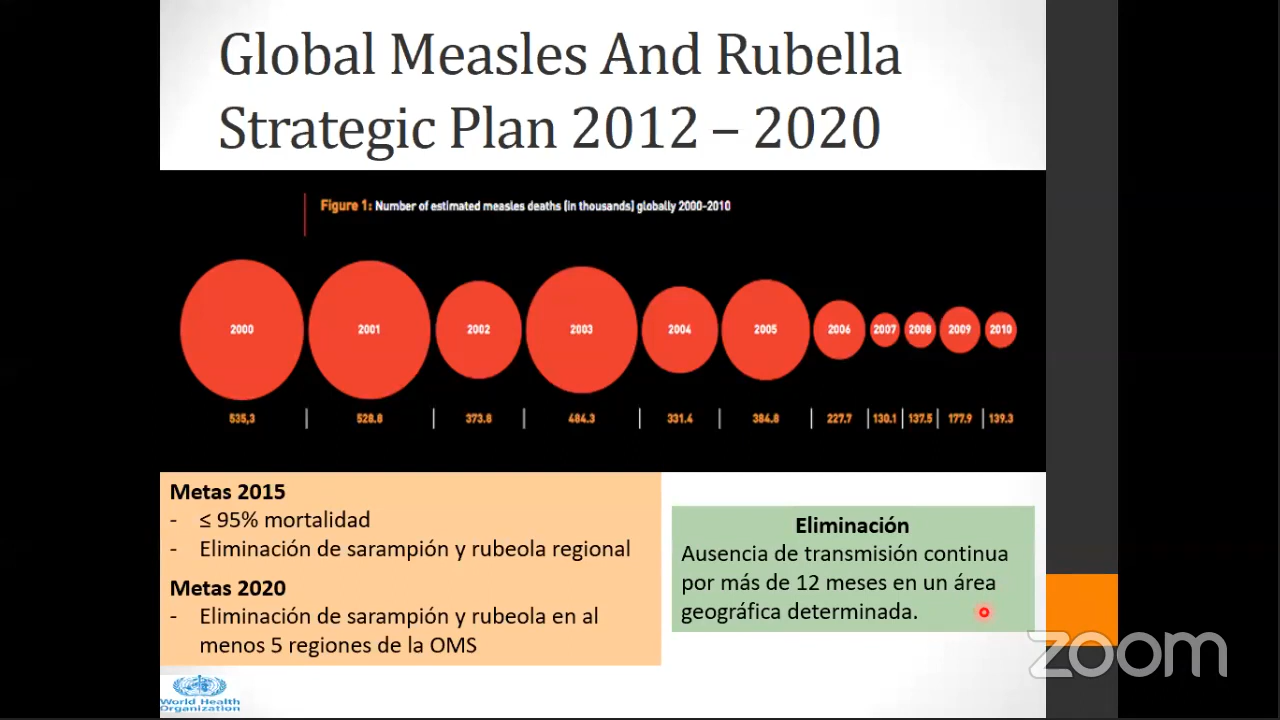 Global Measles And Rubella
Strategic Plan 2012 – 2020
Figure 1: Number of estimated measles deaths [in thousands] globally 2000-2010
2000 2001 2002 2003 2004 2005 2006 2007 2008 2009 2010
535,3 | 528.8 | 373.8 | 484.3 | 331.4 | 384.8 | 227.7 | 130.1 | 137.5 | 177.9 | 139.3
Metas 2015
- ≤ 95% mortalidad
- Eliminación de sarampión y rubeola regional
Metas 2020
- Eliminación de sarampión y rubeola en al
menos 5 regiones de la OMS
Eliminación
Ausencia de transmisión continua
por más de 12 meses en un área
geográfica determinada.
World Health
Organization
zoom